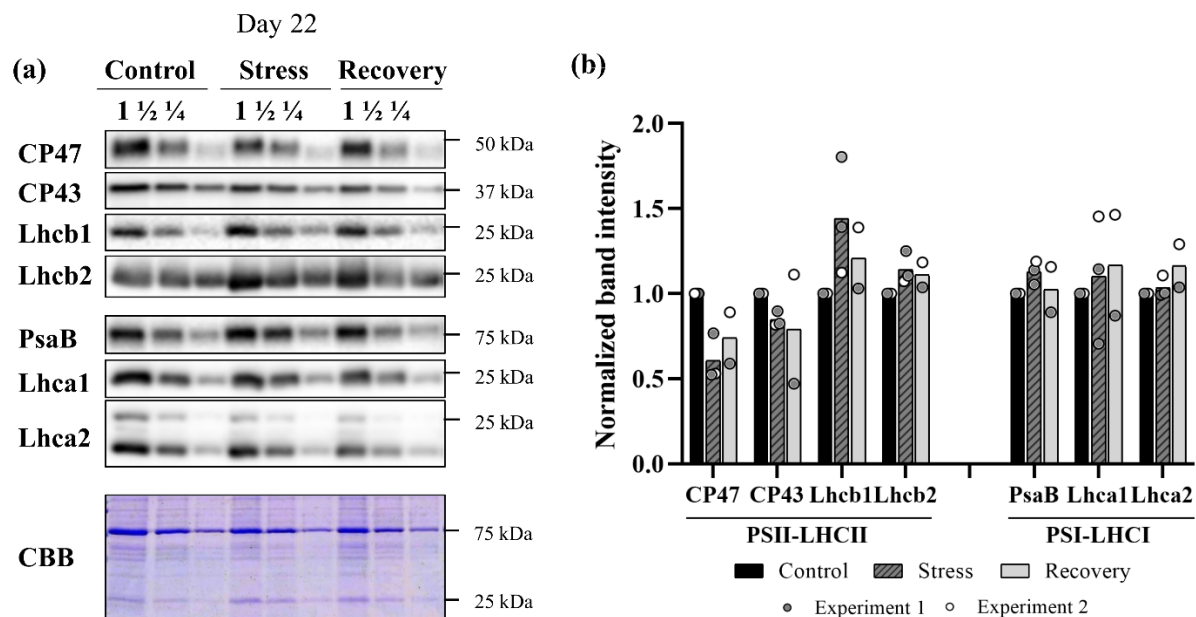 Day 22
(a)
Control Stress Recovery
1 ½ ¼ 1 ½ ¼ 1 ½ ¼
CP47 50 kDa
CP43 37 kDa
Lhcb1 25 kDa
Lhcb2 25 kDa
PsaB 75 kDa
Lhca1 25 kDa
Lhca2 25 kDa
CBB 75 kDa
25 kDa
(b)
Normalized band intensity
2.0
1.5
1.0
0.5
0.0
CP47 CP43 Lhcb1 Lhcb2 PsaB Lhca1 Lhca2
PSII-LHCII PSI-LHCI
Control Stress Recovery
Experiment 1 Experiment 2